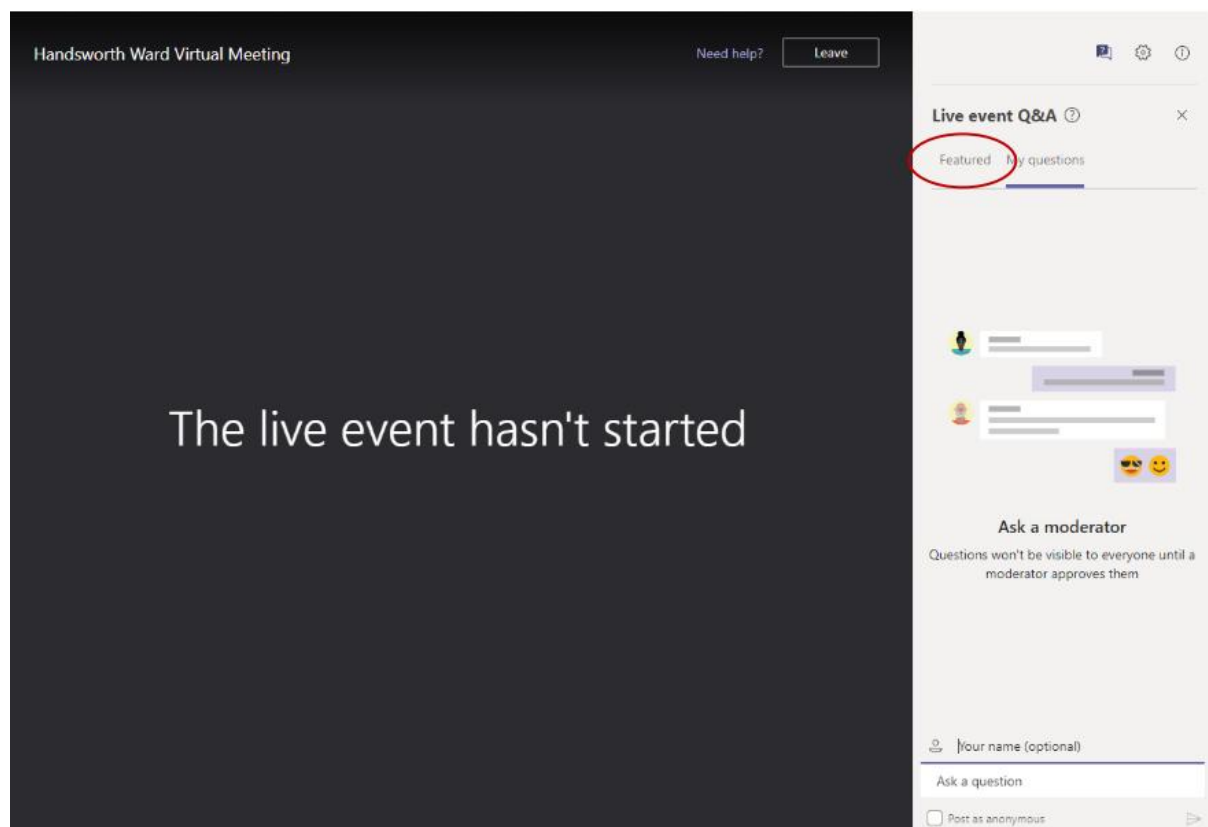 Handsworth Ward Virtual Meeting
Need help?
Leave
Live event Q&A
Featured
My questions
The live event hasn't started
Ask a moderator
Questions won't be visible to everyone until a
moderator approves them
Your name (optional)
Ask a question
Post as anonymous